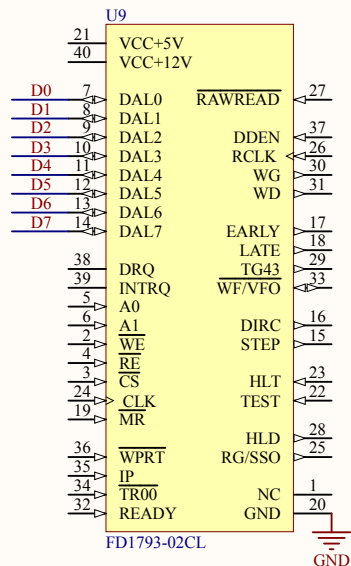 U9
21 VCC+5V
40 VCC+12V
D0 7 DAL0 RAWREAD 27
D1 8 DAL1
D2 9 DAL2 DDEN 37
D3 10 DAL3 RCLK 26
D4 11 DAL4 WG 30
D5 12 DAL5 WD 31
D6 13 DAL6
D7 14 DAL7 EARLY 17
LATE 18
38 DRQ TG43 29
39 INTRQ WF/VFO 33
5 A0
6 A1 DIRC 16
2 WE STEP 15
4 RE
3 CS HLT 23
24 CLK TEST 22
19 MR
HLD 28
36 WPRT RG/SSO 25
35 IP
34 TR00 NC 1
32 READY GND 20
FD1793-02CL
GND